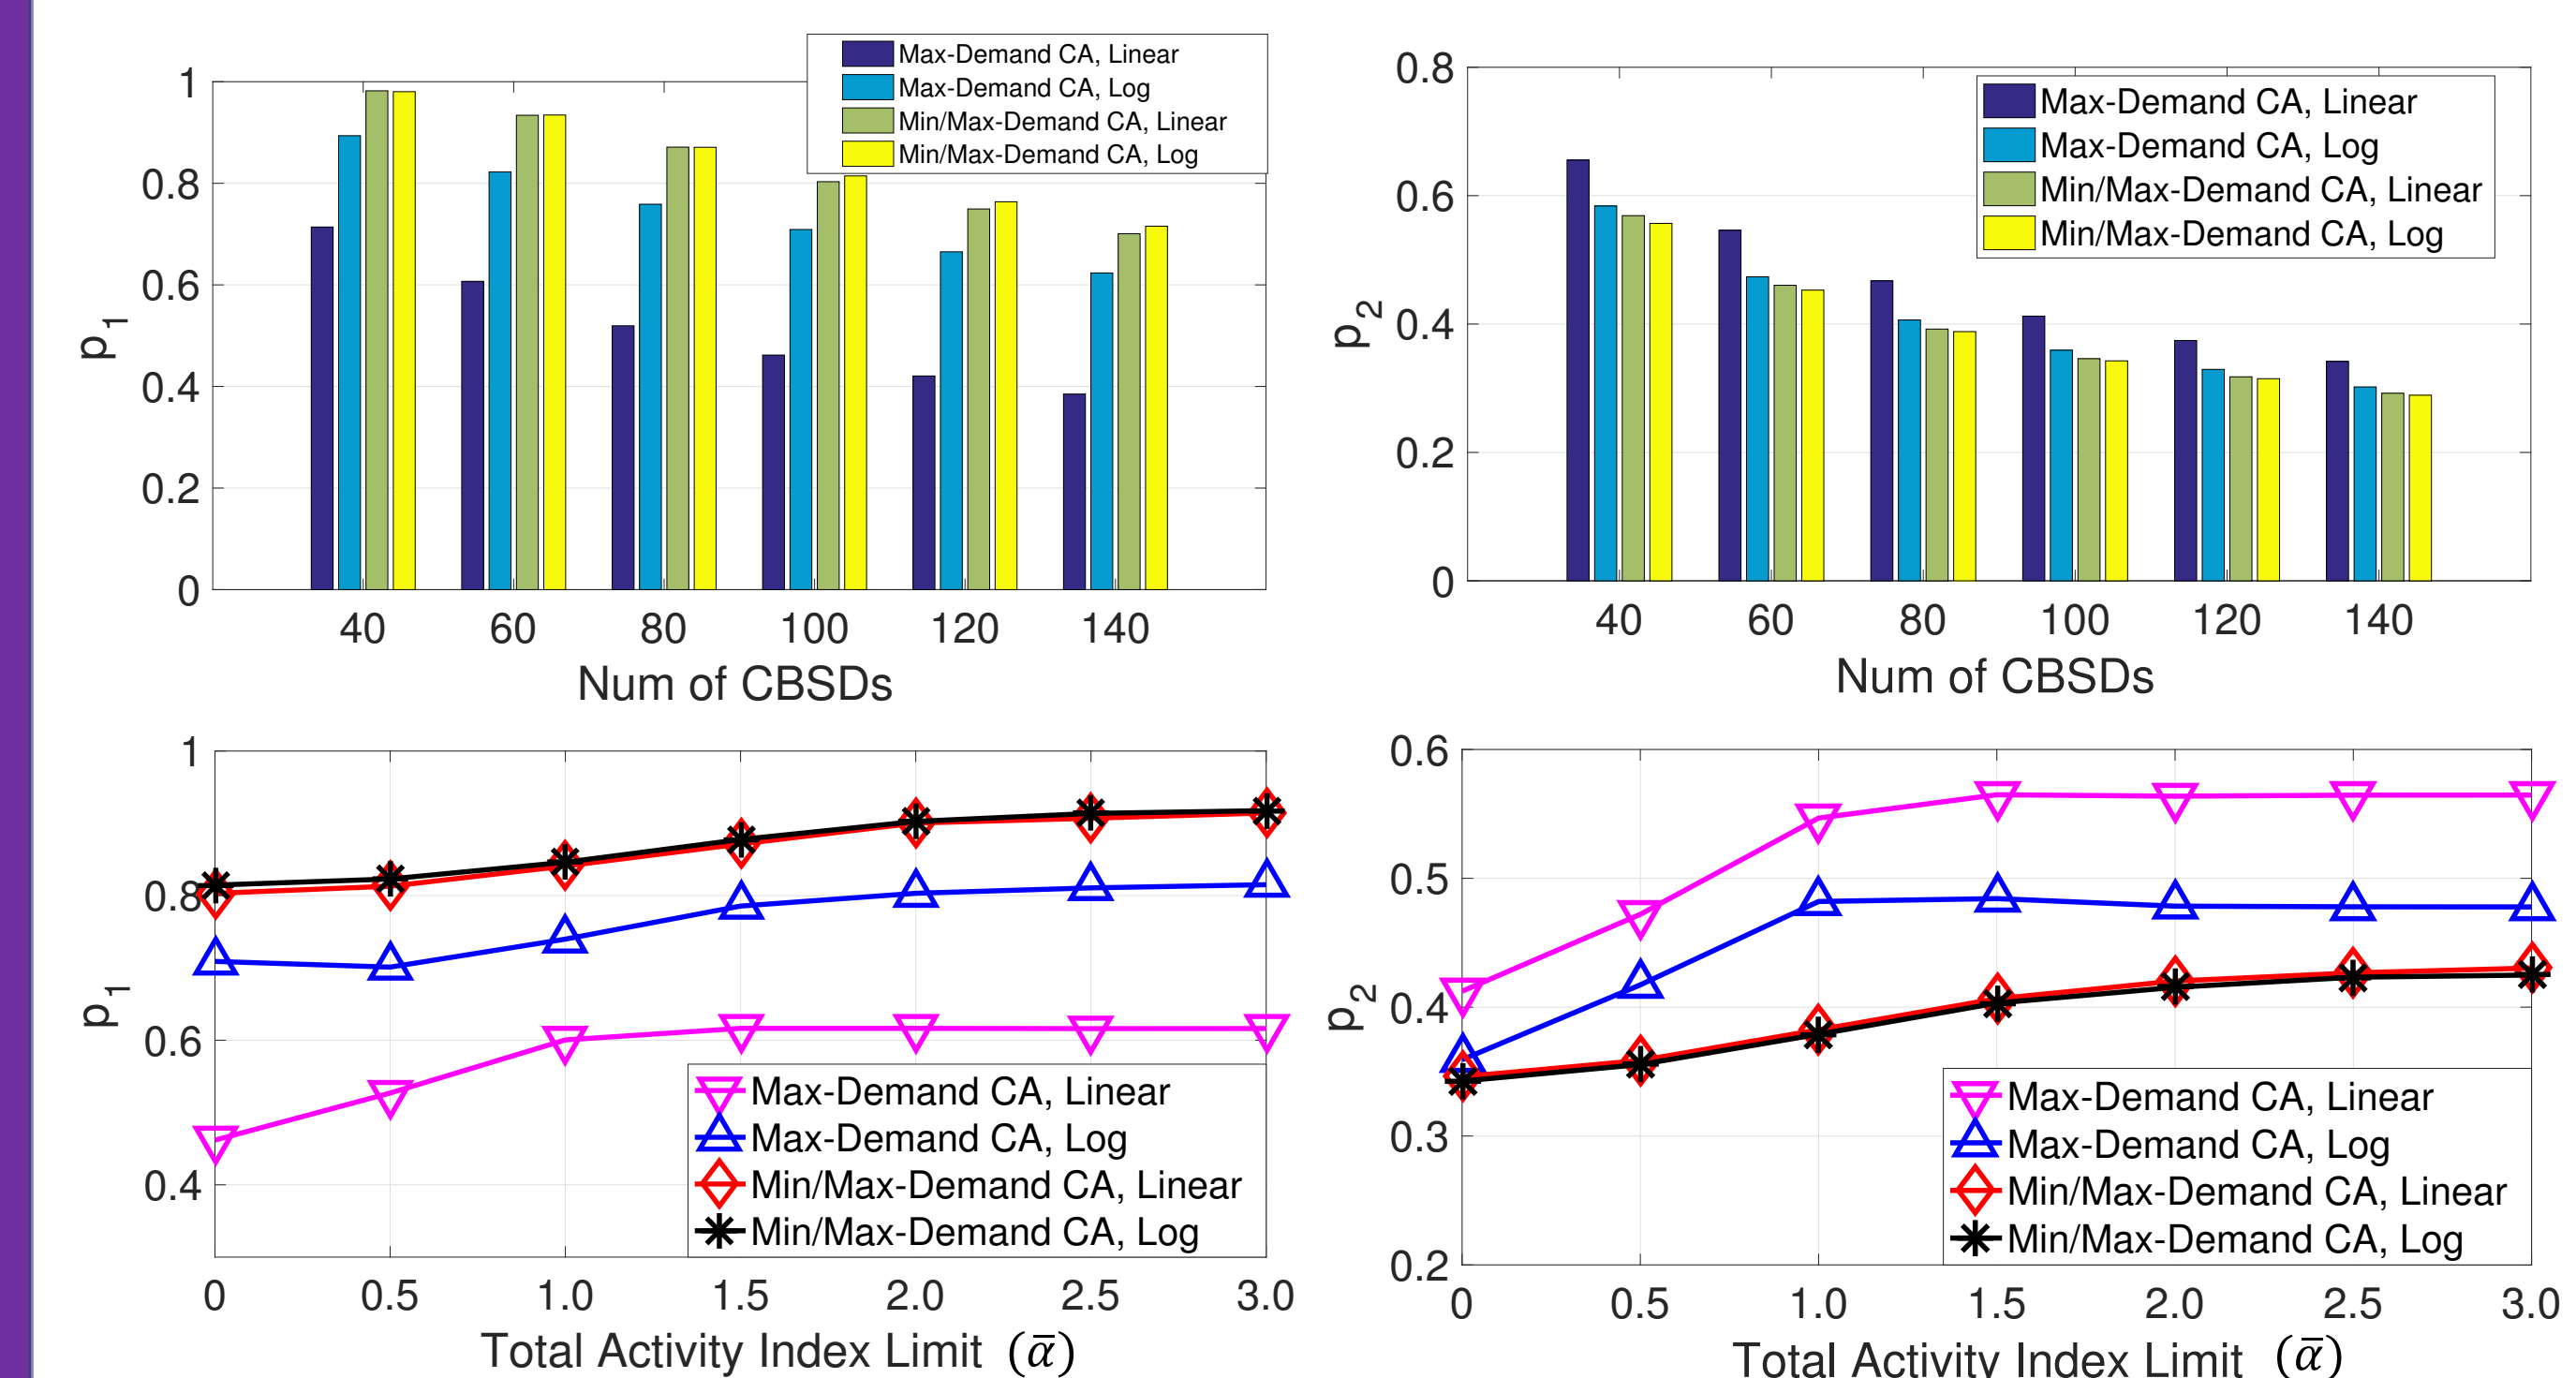 Max-Demand CA, Linear
Max-Demand CA, Log
Min/Max-Demand CA, Linear
Min/Max-Demand CA, Log
1
0.8
0.6
0.4
0.2
0
p1
40 60 80 100 120 140
Num of CBSDs
Max-Demand CA, Linear
Max-Demand CA, Log
Min/Max-Demand CA, Linear
Min/Max-Demand CA, Log
0.8
0.6
0.4
0.2
0
p2
40 60 80 100 120 140
Num of CBSDs
1
0.8
0.6
0.4
p1
Max-Demand CA, Linear
Max-Demand CA, Log
Min/Max-Demand CA, Linear
Min/Max-Demand CA, Log
0 0.5 1.0 1.5 2.0 2.5 3.0
Total Activity Index Limit (ᾱ)
0.6
0.5
0.4
0.3
0.2
p2
Max-Demand CA, Linear
Max-Demand CA, Log
Min/Max-Demand CA, Linear
Min/Max-Demand CA, Log
0 0.5 1.0 1.5 2.0 2.5 3.0
Total Activity Index Limit (ᾱ)